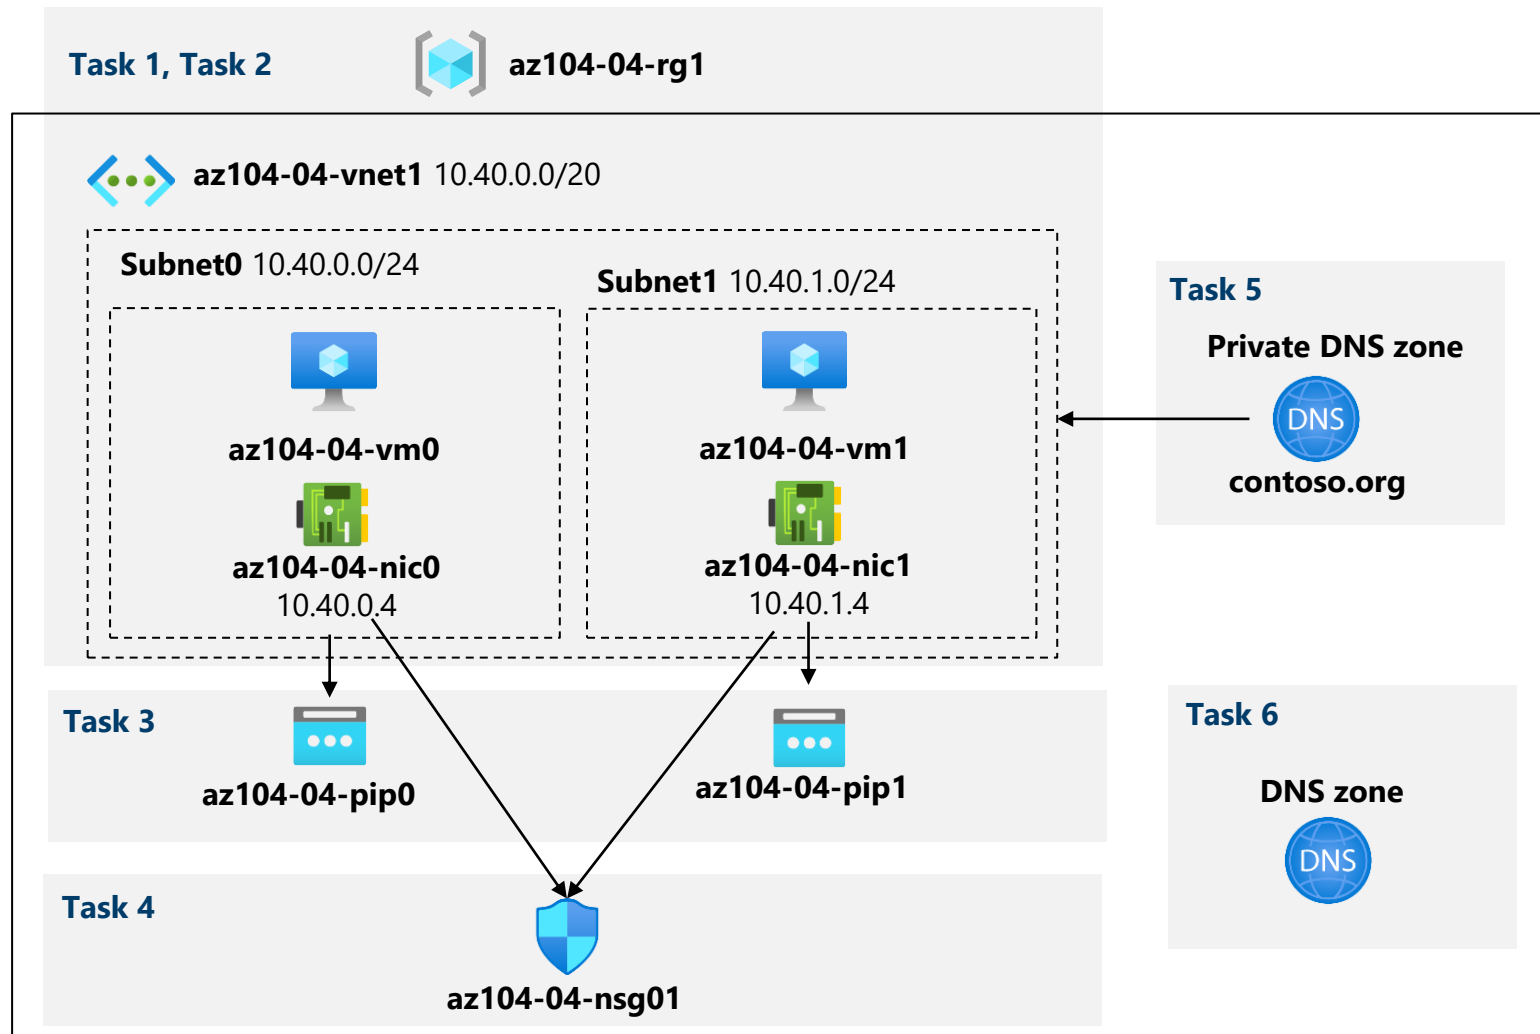 Task 1, Task 2
az104-04-rg1
az104-04-vnet1 10.40.0.0/20
Subnet0 10.40.0.0/24
Subnet1 10.40.1.0/24
az104-04-vm0
az104-04-vm1
az104-04-nic0
10.40.0.4
az104-04-nic1
10.40.1.4
Task 5
Private DNS zone
DNS
contoso.org
Task 3
az104-04-pip0
az104-04-pip1
Task 6
DNS zone
DNS
Task 4
az104-04-nsg01